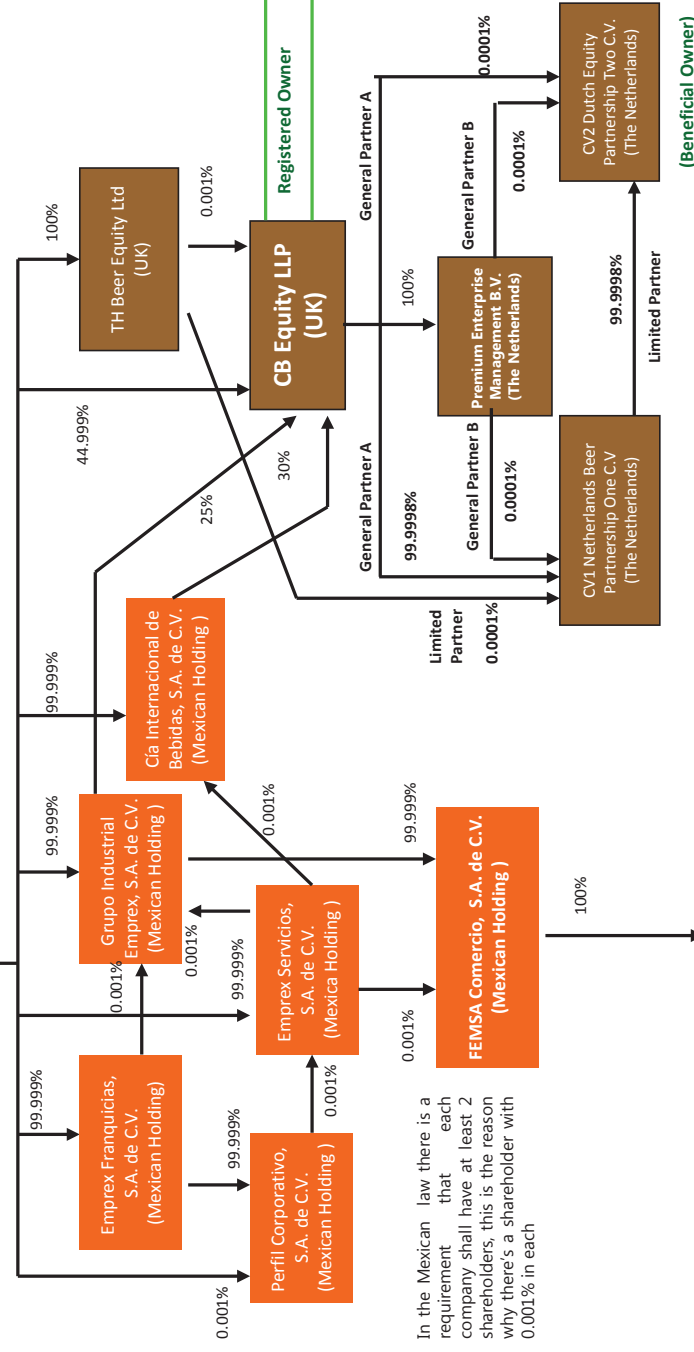 100%
TH Beer Equity Ltd
(UK)
0.001%
Registered Owner
44.999%
CB Equity LLP
(UK)
25%
30%
99.999%
Cía Internacional de
Bebidas, S.A. de C.V.
(Mexican Holding )
99.999%
Grupo Industrial
Emprex, S.A. de C.V.
(Mexican Holding )
0.001%
0.001%
0.001%
99.999%
Emprex Franquicias,
S.A. de C.V.
(Mexican Holding)
99.999%
99.999%
Emprex Servicios,
S.A. de C.V.
(Mexica Holding )
99.999%
0.001%
Perfil Corporativo,
S.A. de C.V.
(Mexican Holding )
0.001%
0.001%
FEMSA Comercio, S.A. de C.V.
(Mexican Holding )
100%
In the Mexican law there is a
requirement that each
company shall have at least 2
shareholders, this is the reason
why there's a shareholder with
0.001% in each
General Partner A
0.0001%
100%
General Partner A
99.9998%
General Partner B
0.0001%
Premium Enterprise
Management B.V.
(The Netherlands)
General Partner B
0.0001%
Limited
Partner
0.0001%
CV1 Netherlands Beer
Partnership One C.V
(The Netherlands)
99.9998%
Limited Partner
CV2 Dutch Equity
Partnership Two C.V.
(The Netherlands)
(Beneficial Owner)